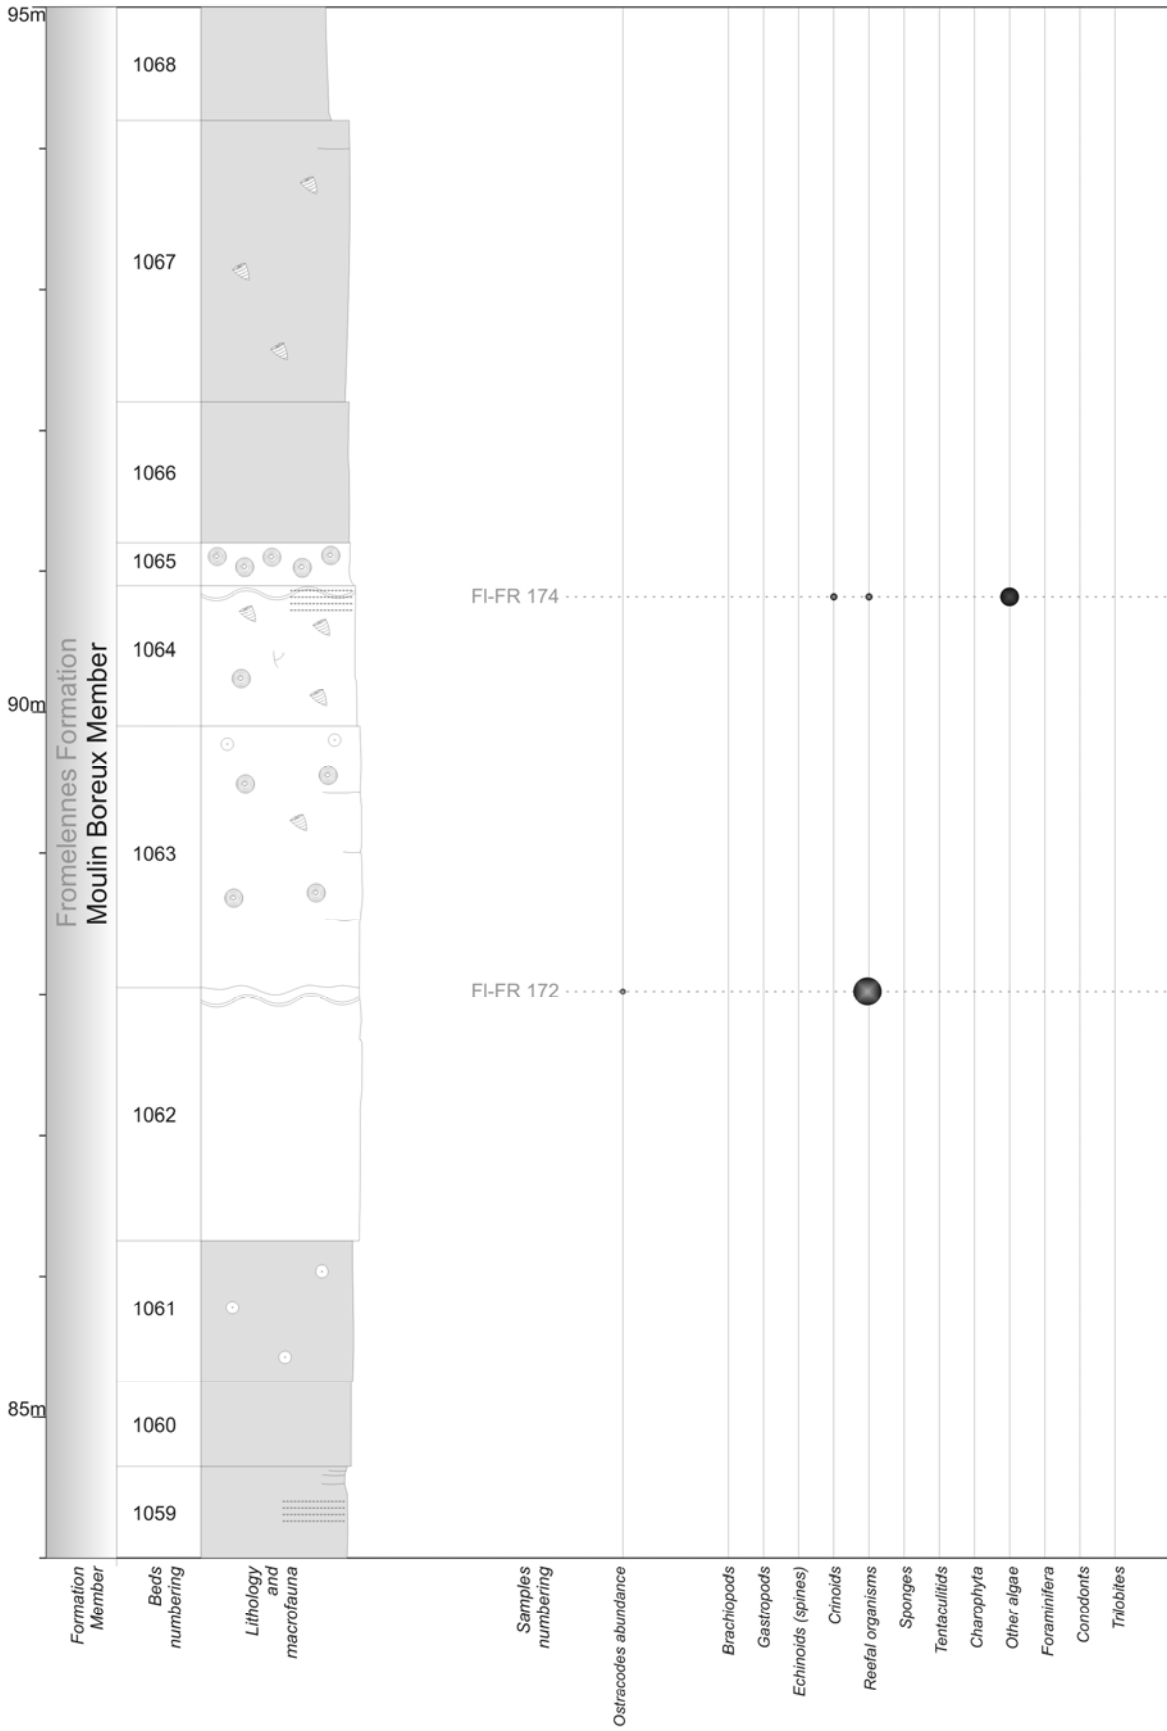 95m
1068
1067
1066
1065
FI-FR 174
1064
90m
Fromelennes Formation
Moulin Boreux Member
1063
FI-FR 172
1062
1061
85m
1060
1059
Formation
Member
Beds
numbering
Lithology
and
macrofauna
Samples
numbering
Ostracodes abundance
Brachiopods
Gastropods
Echinoids (spines)
Crinoids
Reefal organisms
Sponges
Tentaculitids
Charophyta
Other algae
Foraminifera
Conodonts
Trilobites